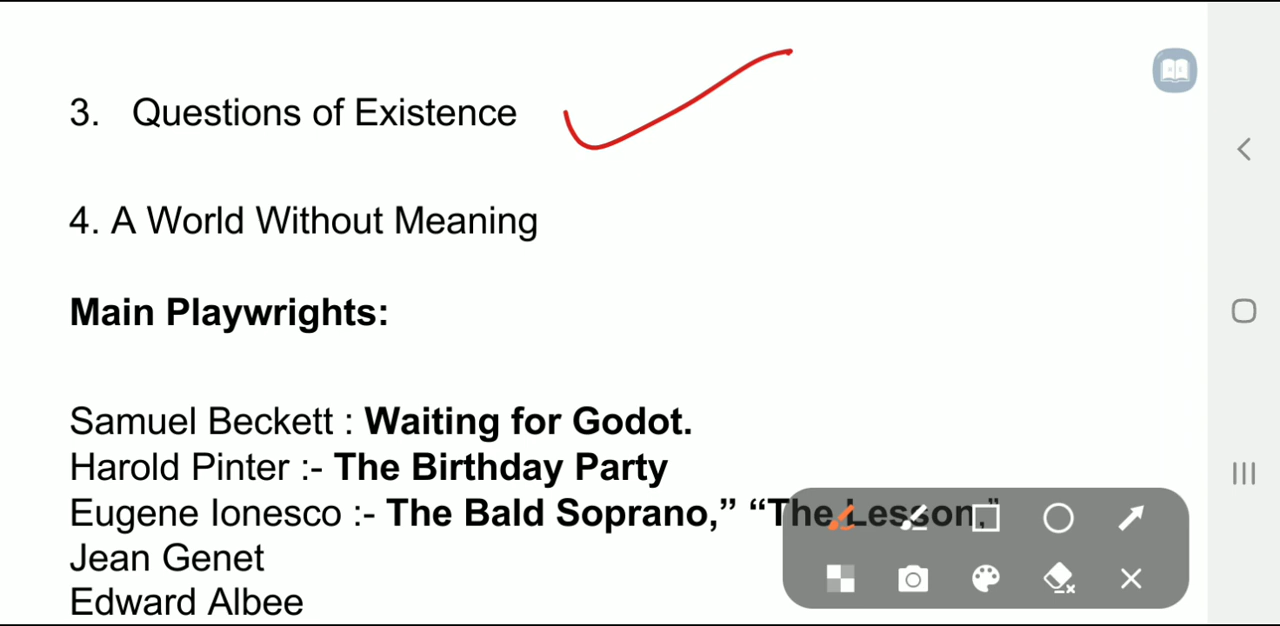 3. Questions of Existence
4. A World Without Meaning
Main Playwrights:
Samuel Beckett : Waiting for Godot.
Harold Pinter :- The Birthday Party
Eugene Ionesco :- The Bald Soprano,” “The Lesson,”
Jean Genet
Edward Albee